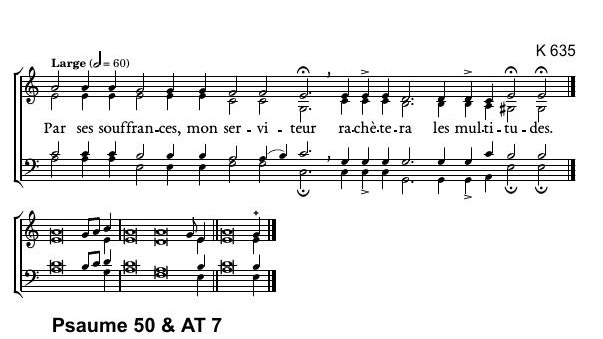 K 635
Large (𝅗𝅥 = 60)
Par ses souffran-ces, mon ser-vi-teur ra-chè-te-ra les mul-ti-tu-des.
Psaume 50 & AT 7